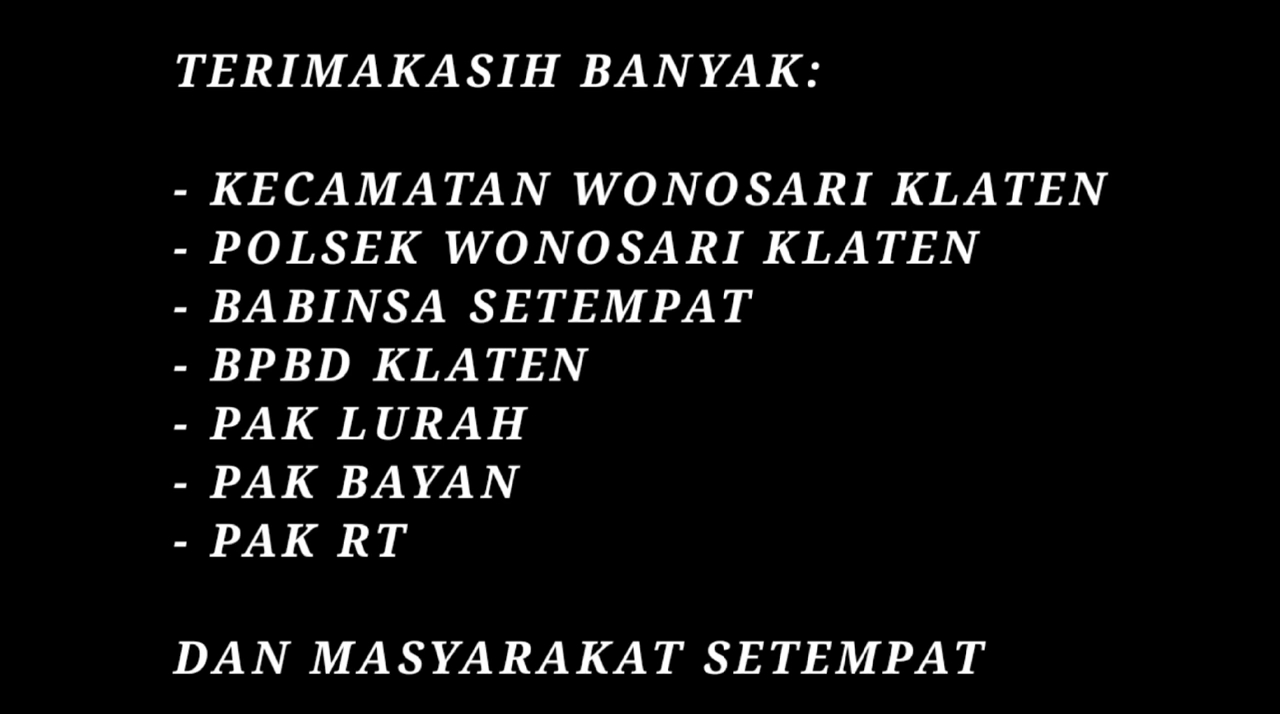 TERIMAKASIH BANYAK:
- KECAMATAN WONOSARI KLATEN
- POLSEK WONOSARI KLATEN
- BABINSA SETEMPAT
- BPBD KLATEN
- PAK LURAH
- PAK BAYAN
- PAK RT
DAN MASYARAKAT SETEMPAT